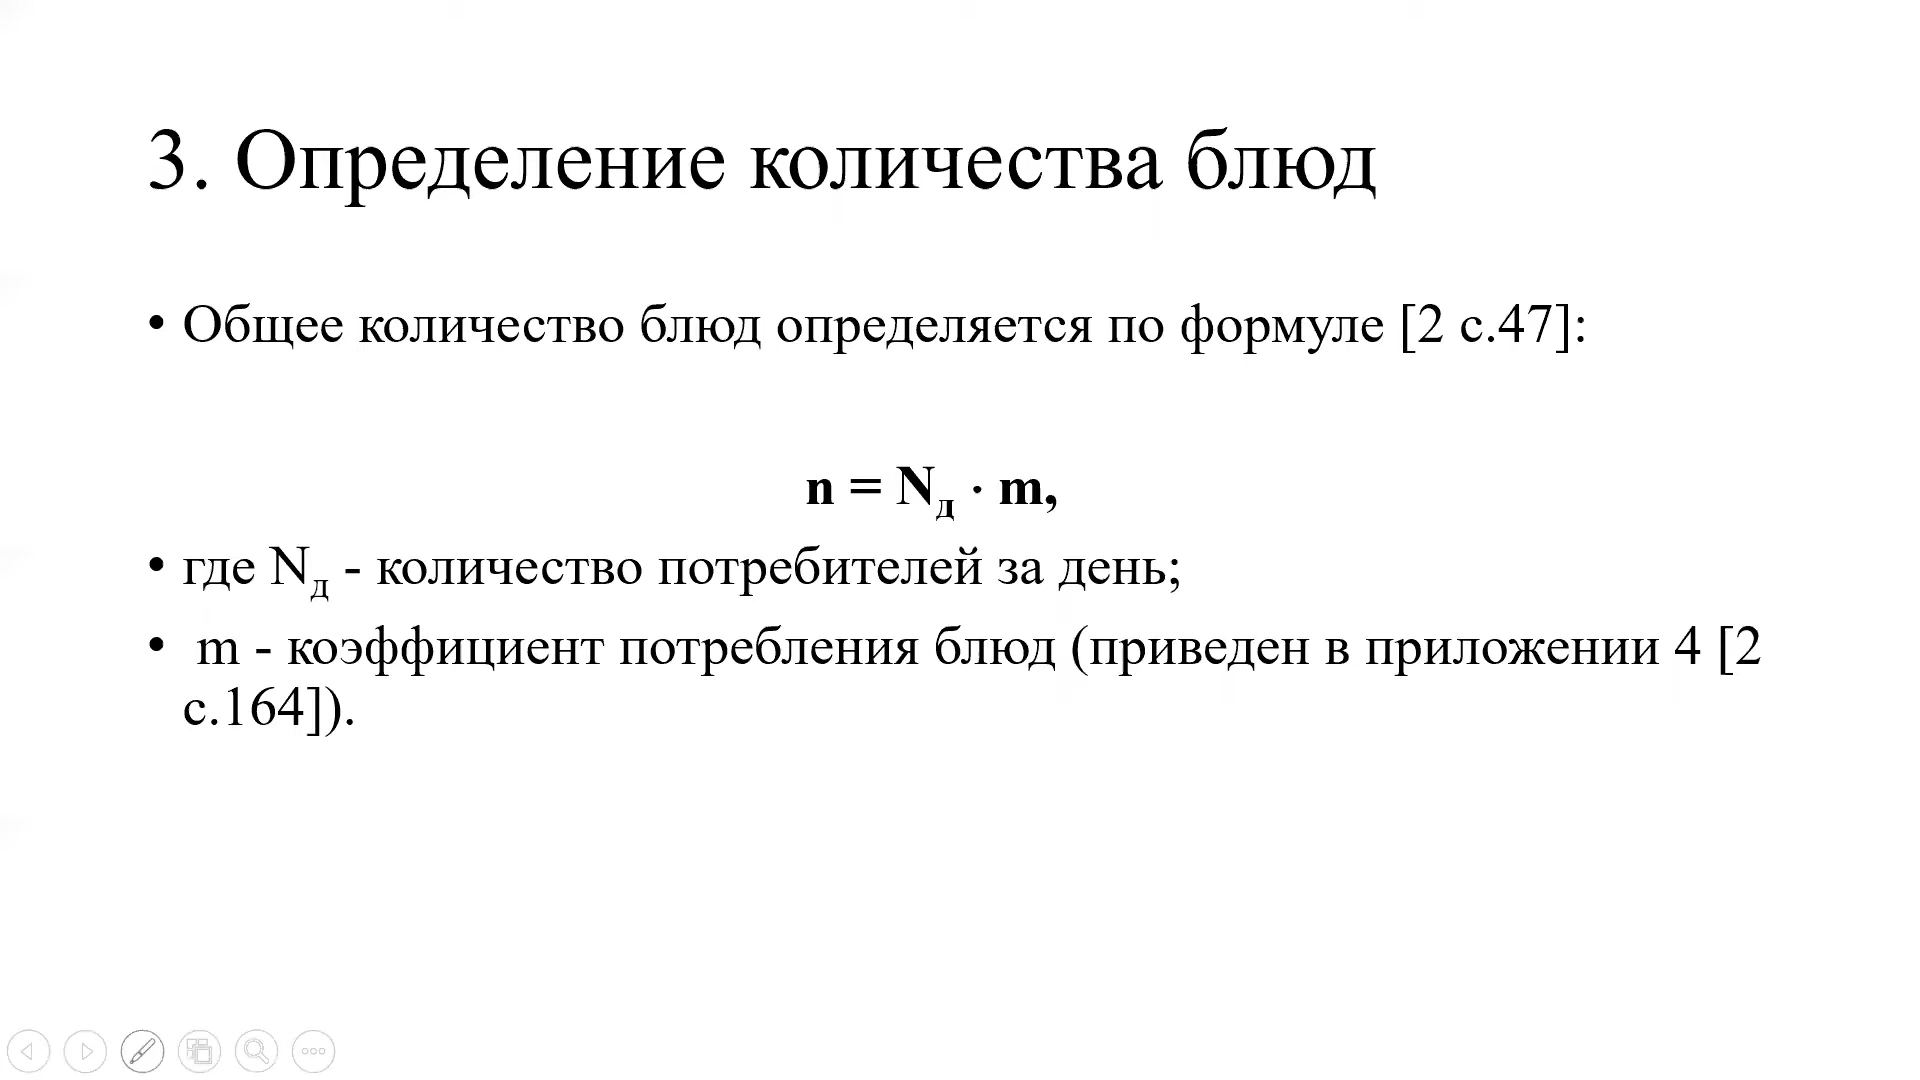 3. Определение количества блюд
• Общее количество блюд определяется по формуле [2 с.47]:
n = Nд · m,
• где Nд - количество потребителей за день;
• m - коэффициент потребления блюд (приведен в приложении 4 [2
с.164]).